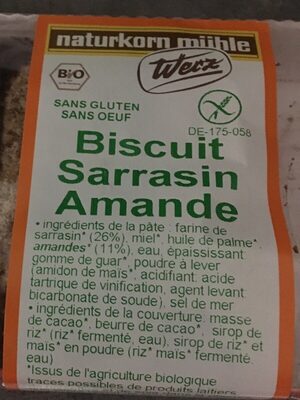 naturkorn mühle
Werz
BIO
SANS GLUTEN
SANS OEUF
DE-175-058
Biscuit
Sarrasin
Amande
• ingrédients de la pâte : farine de
sarrasin* (26%), miel*, huile de palme*,
amandes* (11%), eau, épaississant:
gomme de guar*, poudre à lever
(amidon de maïs*, acidifiant: acide
tartrique de vinification, agent levant
bicarbonate de soude), sel de mer
• ingrédients de la couverture: masse
de cacao*, beurre de cacao*, sirop de
riz* (riz* fermenté, eau), sirop de riz* et
maïs* en poudre (riz* maïs* fermenté,
eau)
*Issus de l'agriculture biologique
traces possibles de produits laitiers